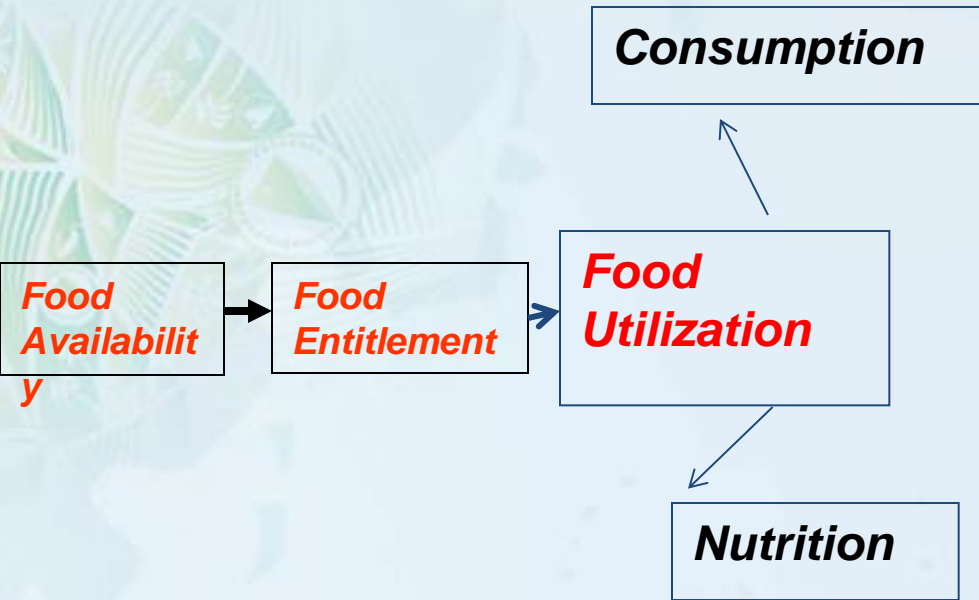 Consumption
Food
Availabilit
y
Food
Entitlement
Food
Utilization
Nutrition